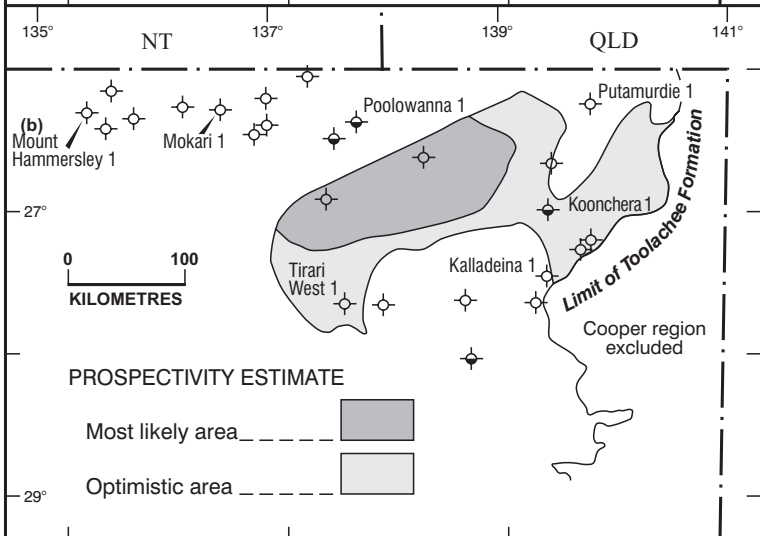 135° 137° 139° 141°
NT QLD
Putamurdie 1
Poolowanna 1
(b)
Mount
Hammersley 1
Mokari 1
Limit of Toolachee Formation
Koonchera 1
27°
0 100
KILOMETRES
Tirari
West 1
Kalladeina 1
Cooper region
excluded
PROSPECTIVITY ESTIMATE
Most likely area
Optimistic area
29°